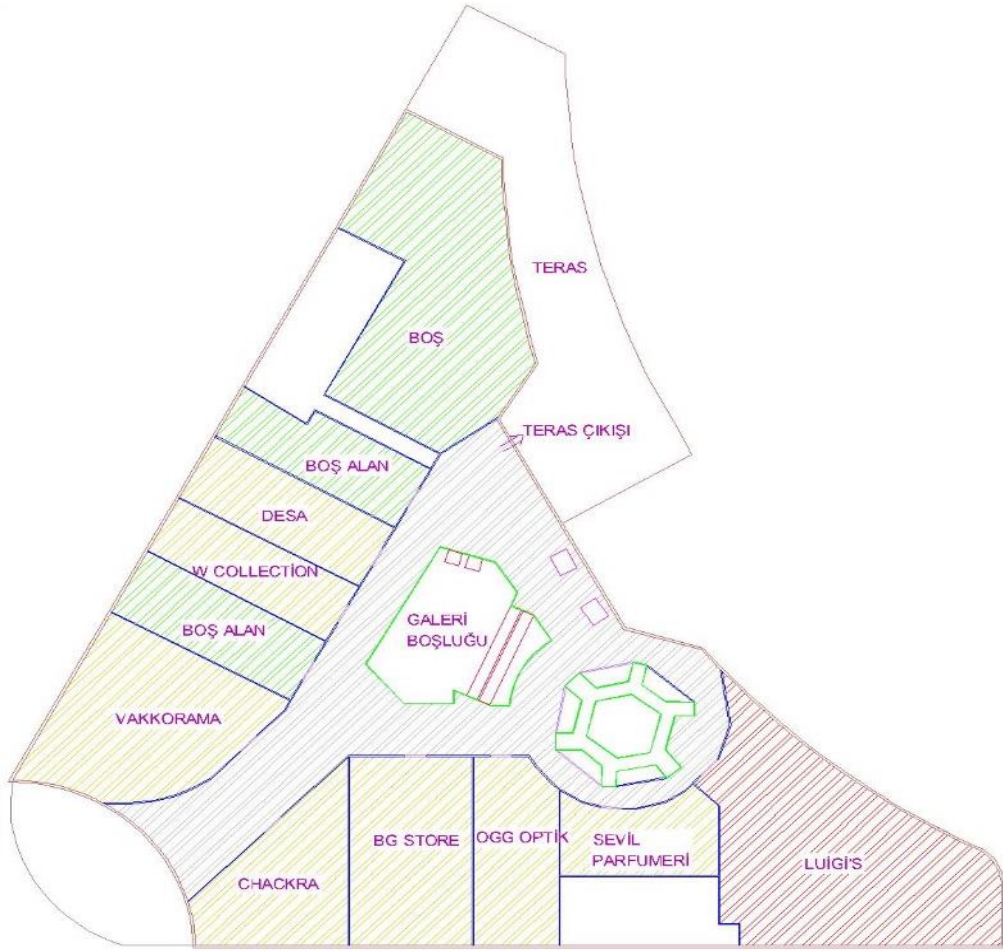 TERAS
BOŞ
TERAS ÇIKIŞI
BOŞ ALAN
DESA
W COLLECTİON
GALERİ
BOŞLUĞU
BOŞ ALAN
VAKKORAMA
BG STORE
OGG OPTİK
SEVİL
PARFUMERİ
LUİGİ'S
CHACKRA